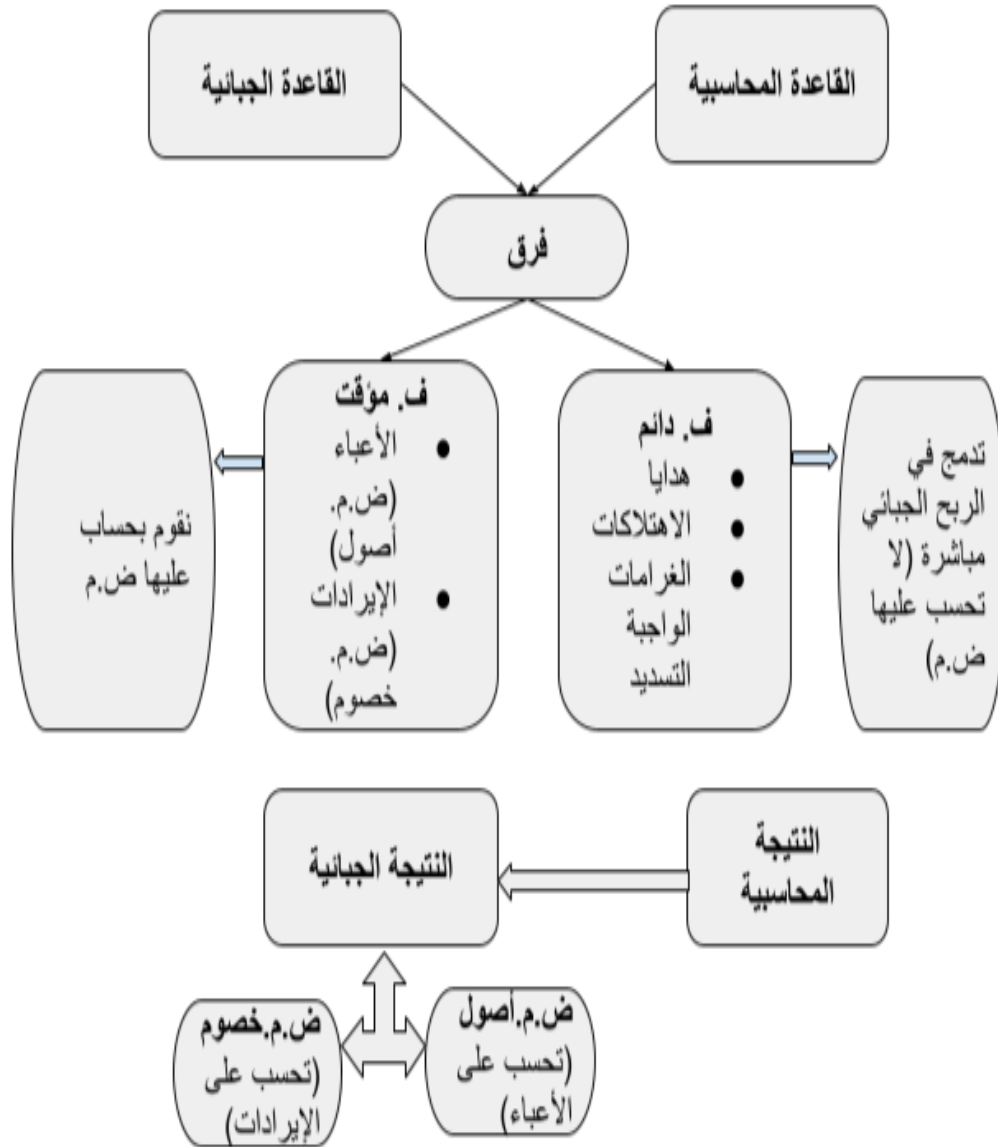 القاعدة المحاسبية
القاعدة الجبائية
فرق
ف. دائم
هدايا
الاهتلاكات
الغرامات
الواجبة
التسديد
تدمج في
الربح الجبائي
مباشرة (لا
تحسب عليها
ض.م)
ف. مؤقت
الأعباء
(ض.م.
أصول)
الإيرادات
(ض.م.
خصوم)
نقوم بحساب
عليها ض.م
النتيجة
المحاسبية
النتيجة الجبائية
ض.م.أصول
(تحسب على
الأعباء)
ض.م.خصوم
(تحسب على
الإيرادات)